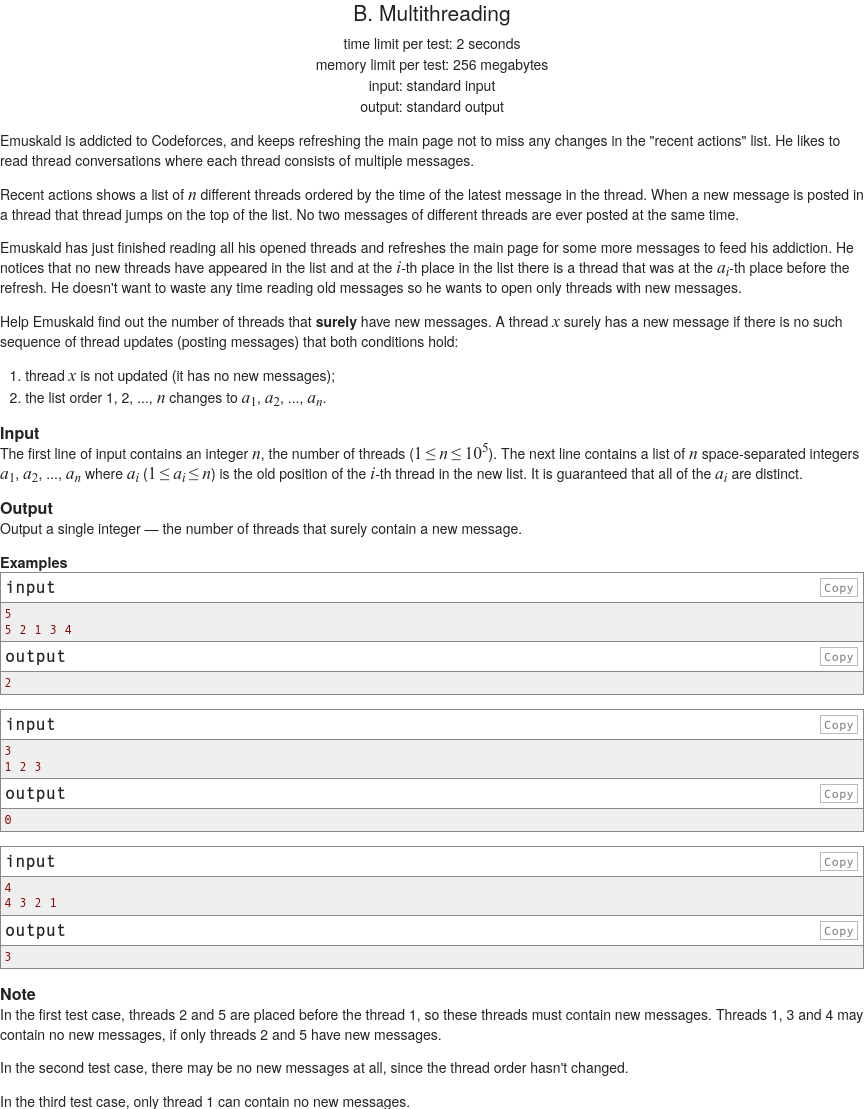 B. Multithreading
time limit per test: 2 seconds
memory limit per test: 256 megabytes
input: standard input
output: standard output
Emuskald is addicted to Codeforces, and keeps refreshing the main page not to miss any changes in the "recent actions" list. He likes to
read thread conversations where each thread consists of multiple messages.
Recent actions shows a list of n different threads ordered by the time of the latest message in the thread. When a new message is posted in
a thread that thread jumps on the top of the list. No two messages of different threads are ever posted at the same time.
Emuskald has just finished reading all his opened threads and refreshes the main page for some more messages to feed his addiction. He
notices that no new threads have appeared in the list and at the i-th place in the list there is a thread that was at the a_i-th place before the
refresh. He doesn't want to waste any time reading old messages so he wants to open only threads with new messages.
Help Emuskald find out the number of threads that surely have new messages. A thread x surely has a new message if there is no such
sequence of thread updates (posting messages) that both conditions hold:
1. thread x is not updated (it has no new messages);
2. the list order 1, 2, ..., n changes to a_1, a_2, ..., a_n.
Input
The first line of input contains an integer n, the number of threads (1 ≤ n ≤ 10^5). The next line contains a list of n space-separated integers
a_1, a_2, ..., a_n where a_i (1 ≤ a_i ≤ n) is the old position of the i-th thread in the new list. It is guaranteed that all of the a_i are distinct.
Output
Output a single integer — the number of threads that surely contain a new message.
Examples
input Copy
5
5 2 1 3 4
output Copy
2
input Copy
3
1 2 3
output Copy
0
input Copy
4
4 3 2 1
output Copy
3
Note
In the first test case, threads 2 and 5 are placed before the thread 1, so these threads must contain new messages. Threads 1, 3 and 4 may
contain no new messages, if only threads 2 and 5 have new messages.
In the second test case, there may be no new messages at all, since the thread order hasn't changed.
In the third test case, only thread 1 can contain no new messages.